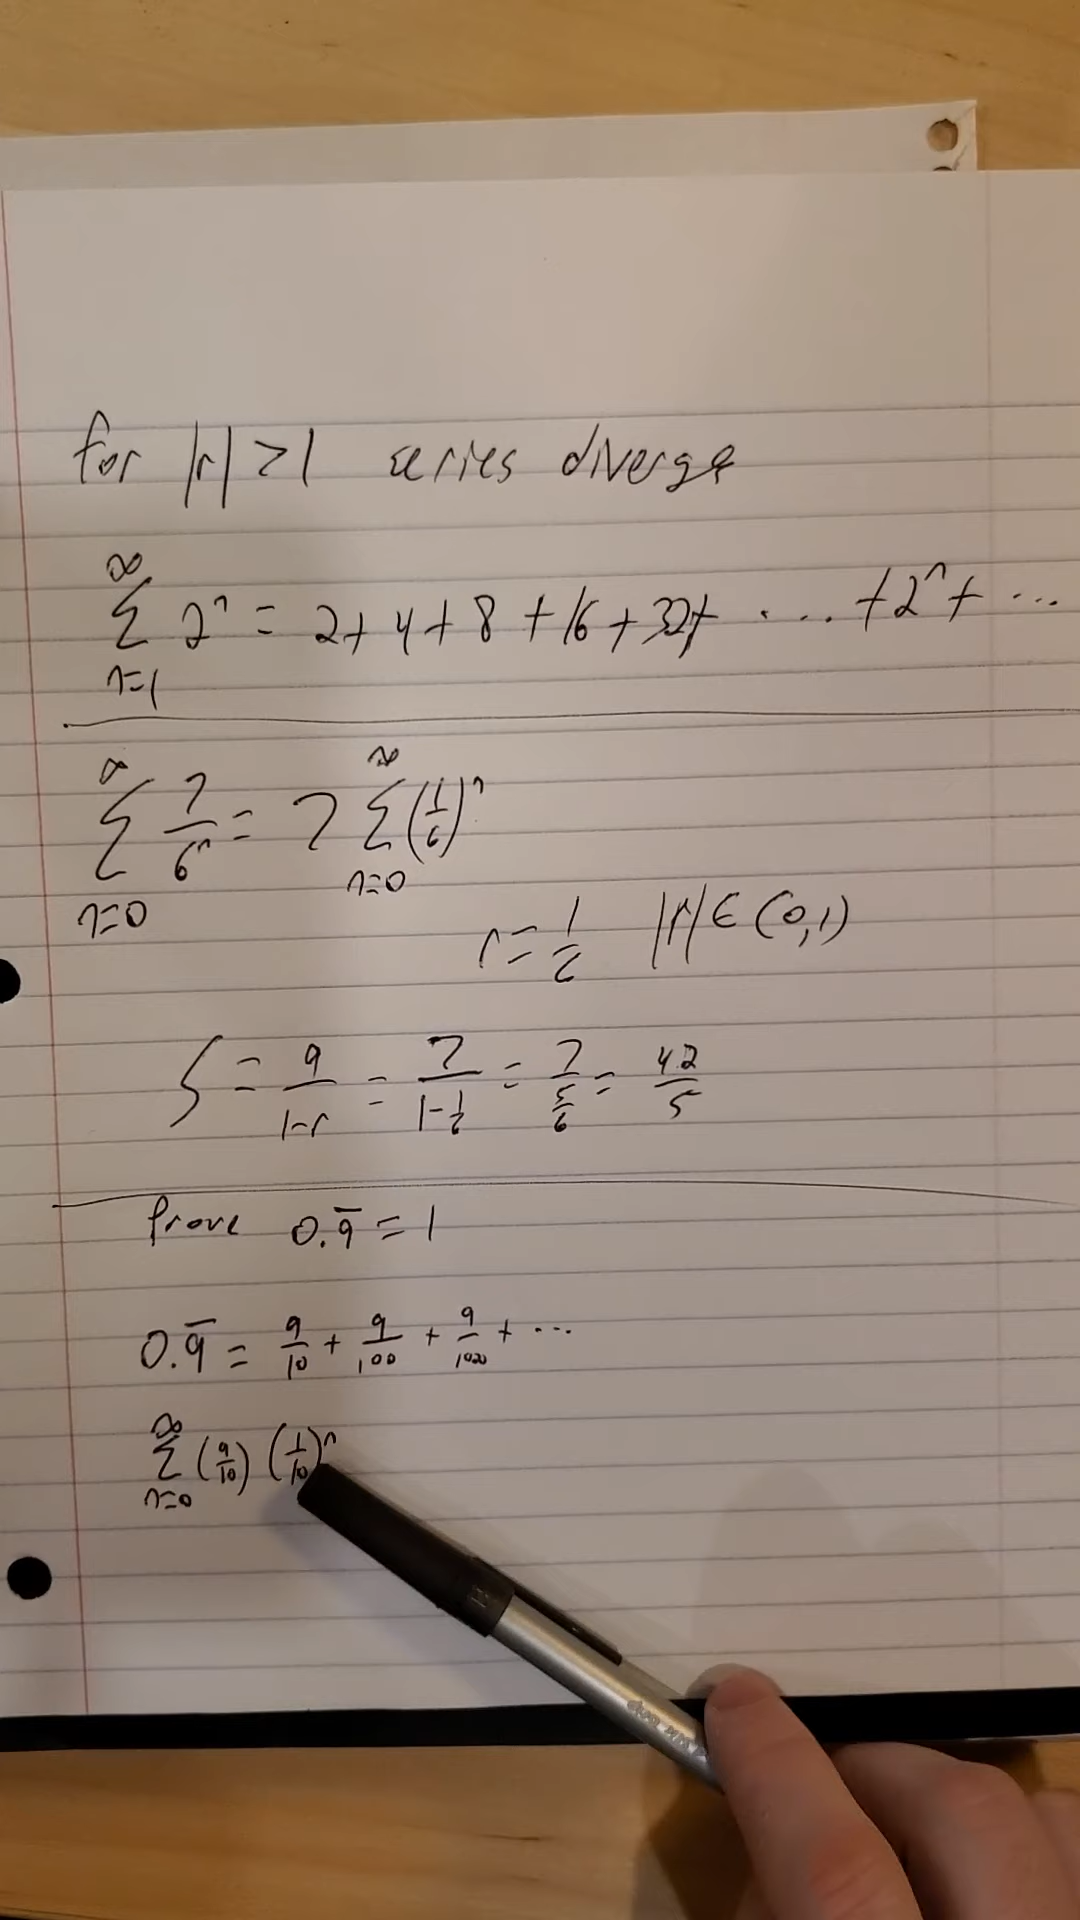 for |r| > 1 series diverge
∞ Σ n=1 2ⁿ = 2 + 4 + 8 + 16 + 32 + ..... + 2ⁿ + ...
∞ Σ n=0 7/6ⁿ = 7 ∞ Σ n=0 (1/6)ⁿ
r = 1/6 |r| ∈ (0,1)
S = a/(1-r) = 7/(1-1/6) = 7/(5/6) = 42/5
Prove 0.9̅ = 1
0.9̅ = 9/10 + 9/100 + 9/1000 + ...
∞ Σ n=0 (9/10) (1/10)ⁿ